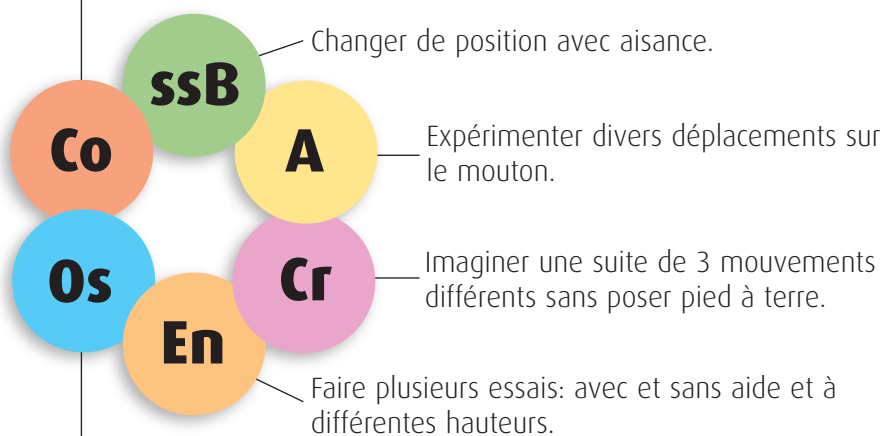 ssB
Changer de position avec aisance.
Co
A
Expérimenter divers déplacements sur
le mouton.
Os
Cr
Imaginer une suite de 3 mouvements
différents sans poser pied à terre.
En
Faire plusieurs essais: avec et sans aide et à
différentes hauteurs.